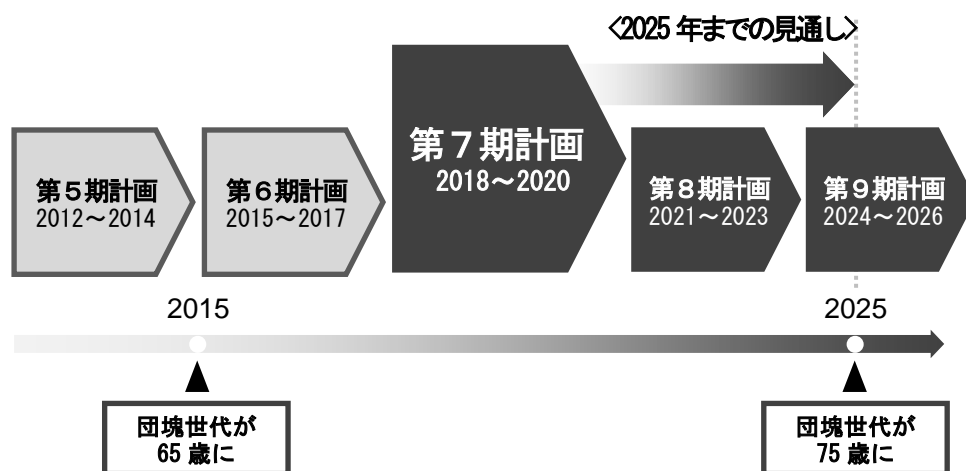 〈2025 年までの見通し〉
第５期計画
2012～2014
第６期計画
2015～2017
第７期計画
2018～2020
第８期計画
2021～2023
第９期計画
2024～2026
2015
2025
団塊世代が
65 歳に
団塊世代が
75 歳に